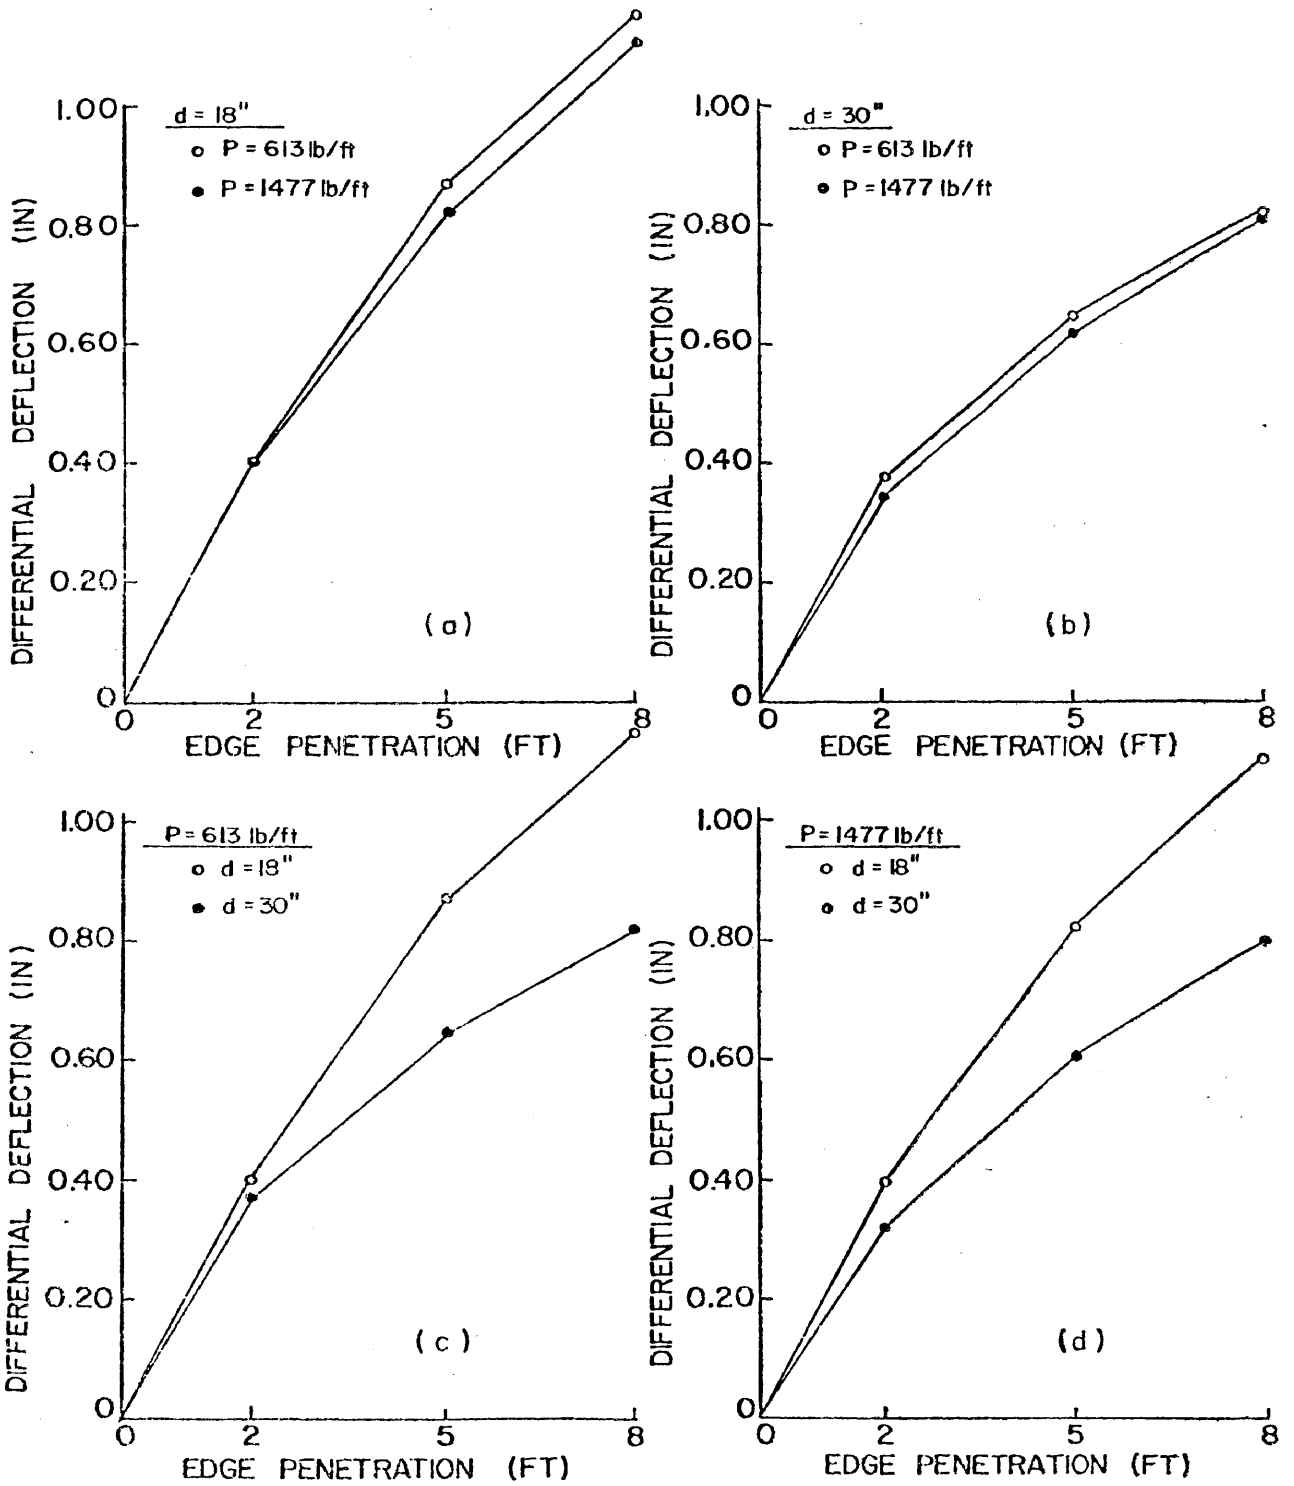 d = 18"
P = 613 lb/ft
P = 1477 lb/ft
1.00
0.80
0.60
0.40
0.20
0
DIFFERENTIAL DEFLECTION (IN)
(a)
0 2 5 8
EDGE PENETRATION (FT)
d = 30"
P = 613 lb/ft
P = 1477 lb/ft
1.00
0.80
0.60
0.40
0.20
0
DIFFERENTIAL DEFLECTION (IN)
(b)
0 2 5 8
EDGE PENETRATION (FT)
P = 613 lb/ft
d = 18"
d = 30"
1.00
0.80
0.60
0.40
0.20
0
DIFFERENTIAL DEFLECTION (IN)
(c)
0 2 5 8
EDGE PENETRATION (FT)
P = 1477 lb/ft
d = 18"
d = 30"
1.00
0.80
0.60
0.40
0.20
0
DIFFERENTIAL DEFLECTION (IN)
(d)
0 2 5 8
EDGE PENETRATION (FT)